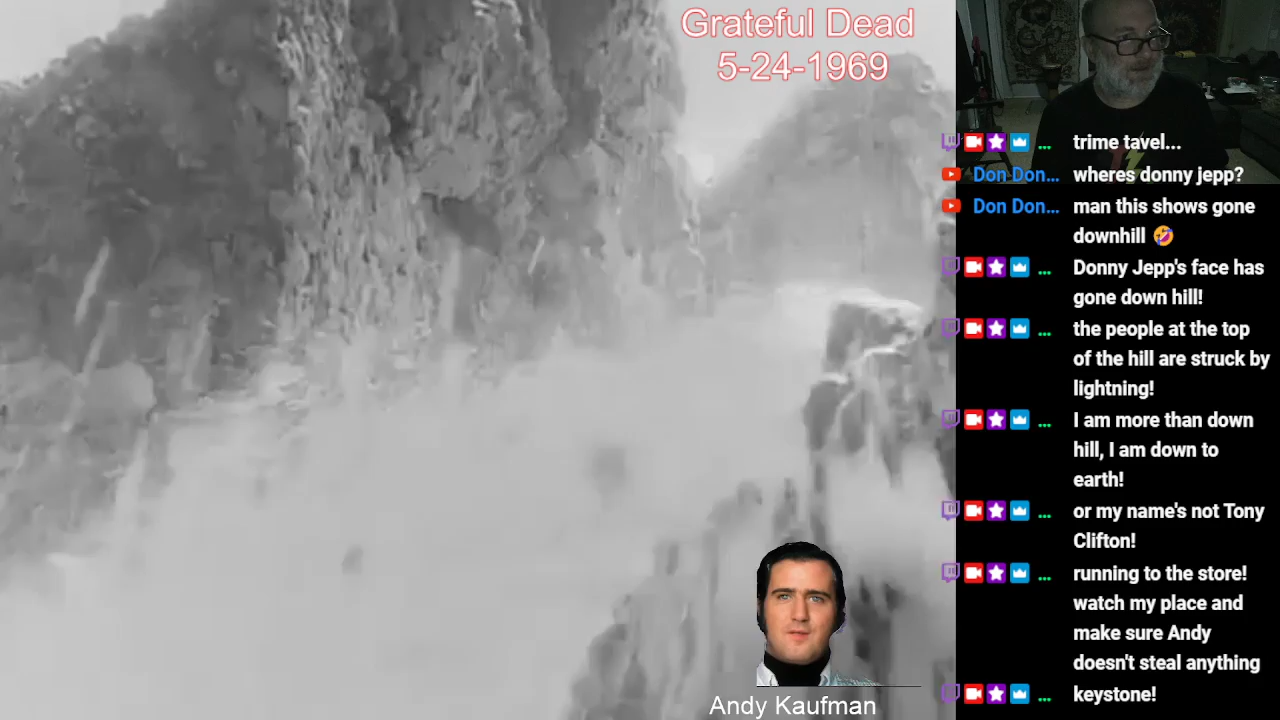 Grateful Dead
5-24-1969
... trime tavel...
Don Don... wheres donny jepp?
Don Don... man this shows gone
downhill 🤣
... Donny Jepp's face has
gone down hill!
... the people at the top
of the hill are struck by
lightning!
... I am more than down
hill, I am down to
earth!
... or my name's not Tony
Clifton!
... running to the store!
watch my place and
make sure Andy
doesn't steal anything
... keystone!
Andy Kaufman